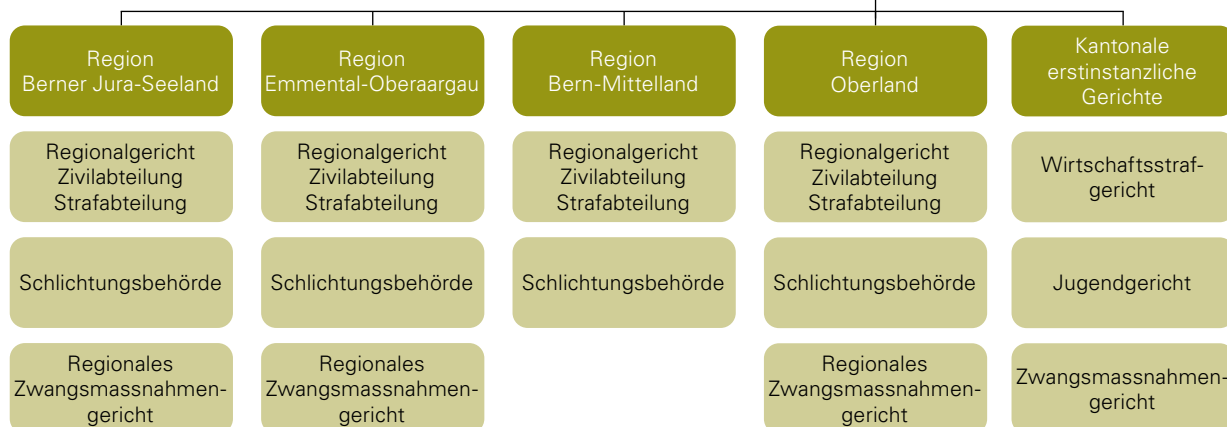 Region
Berner Jura-Seeland
Region
Emmental-Oberaargau
Region
Bern-Mittelland
Region
Oberland
Kantonale
erstinstanzliche
Gerichte
Regionalgericht
Zivilabteilung
Strafabteilung
Regionalgericht
Zivilabteilung
Strafabteilung
Regionalgericht
Zivilabteilung
Strafabteilung
Regionalgericht
Zivilabteilung
Strafabteilung
Wirtschaftsstraf-
gericht
Schlichtungsbehörde
Schlichtungsbehörde
Schlichtungsbehörde
Schlichtungsbehörde
Jugendgericht
Regionales
Zwangsmassnahmen-
gericht
Regionales
Zwangsmassnahmen-
gericht
Regionales
Zwangsmassnahmen-
gericht
Zwangsmassnahmen-
gericht